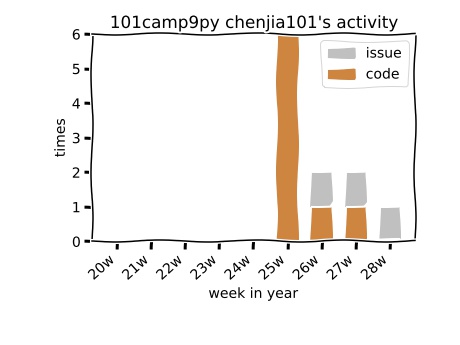 101camp9py chenjia101's activity
6
5
4
3
2
1
0
times
issue
code
20w 21w 22w 23w 24w 25w 26w 27w 28w
week in year